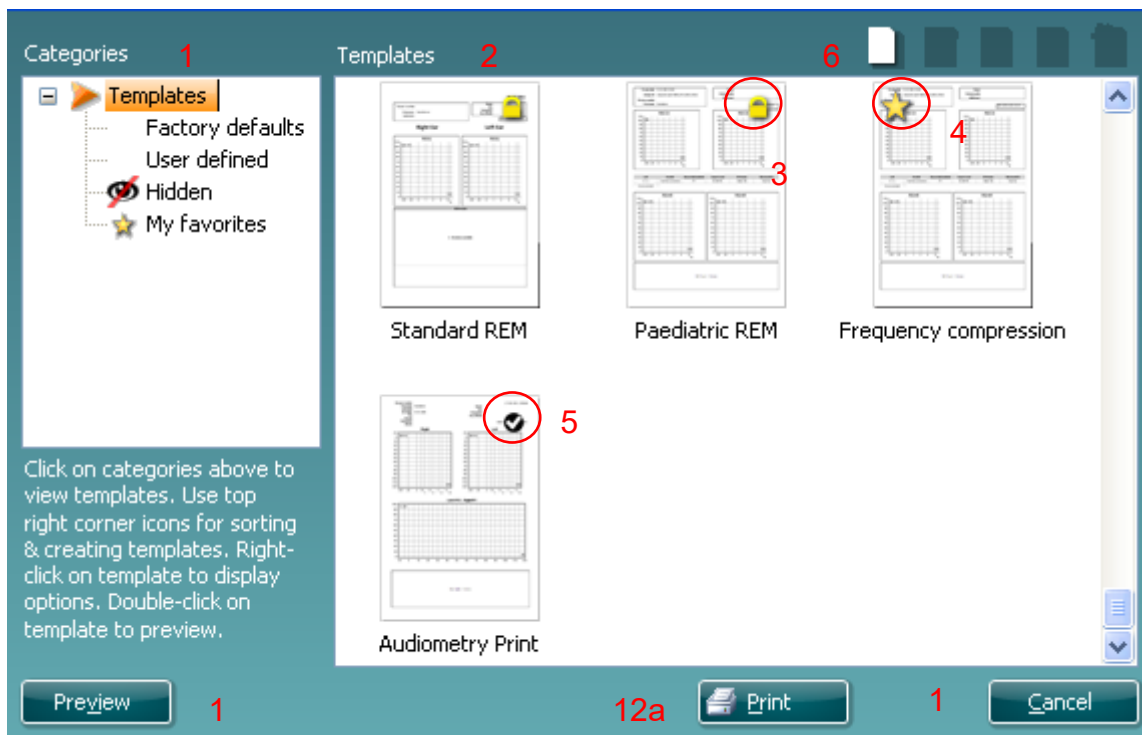 Categories 1
Templates 2 6
Templates
Factory defaults
User defined
Hidden
My favorites
3
4
Standard REM
Paediatric REM
Frequency compression
5
Audiometry Print
Click on categories above to
view templates. Use top
right corner icons for sorting
& creating templates. Right-
click on template to display
options. Double-click on
template to preview.
Preview 1
12a Print
1 Cancel